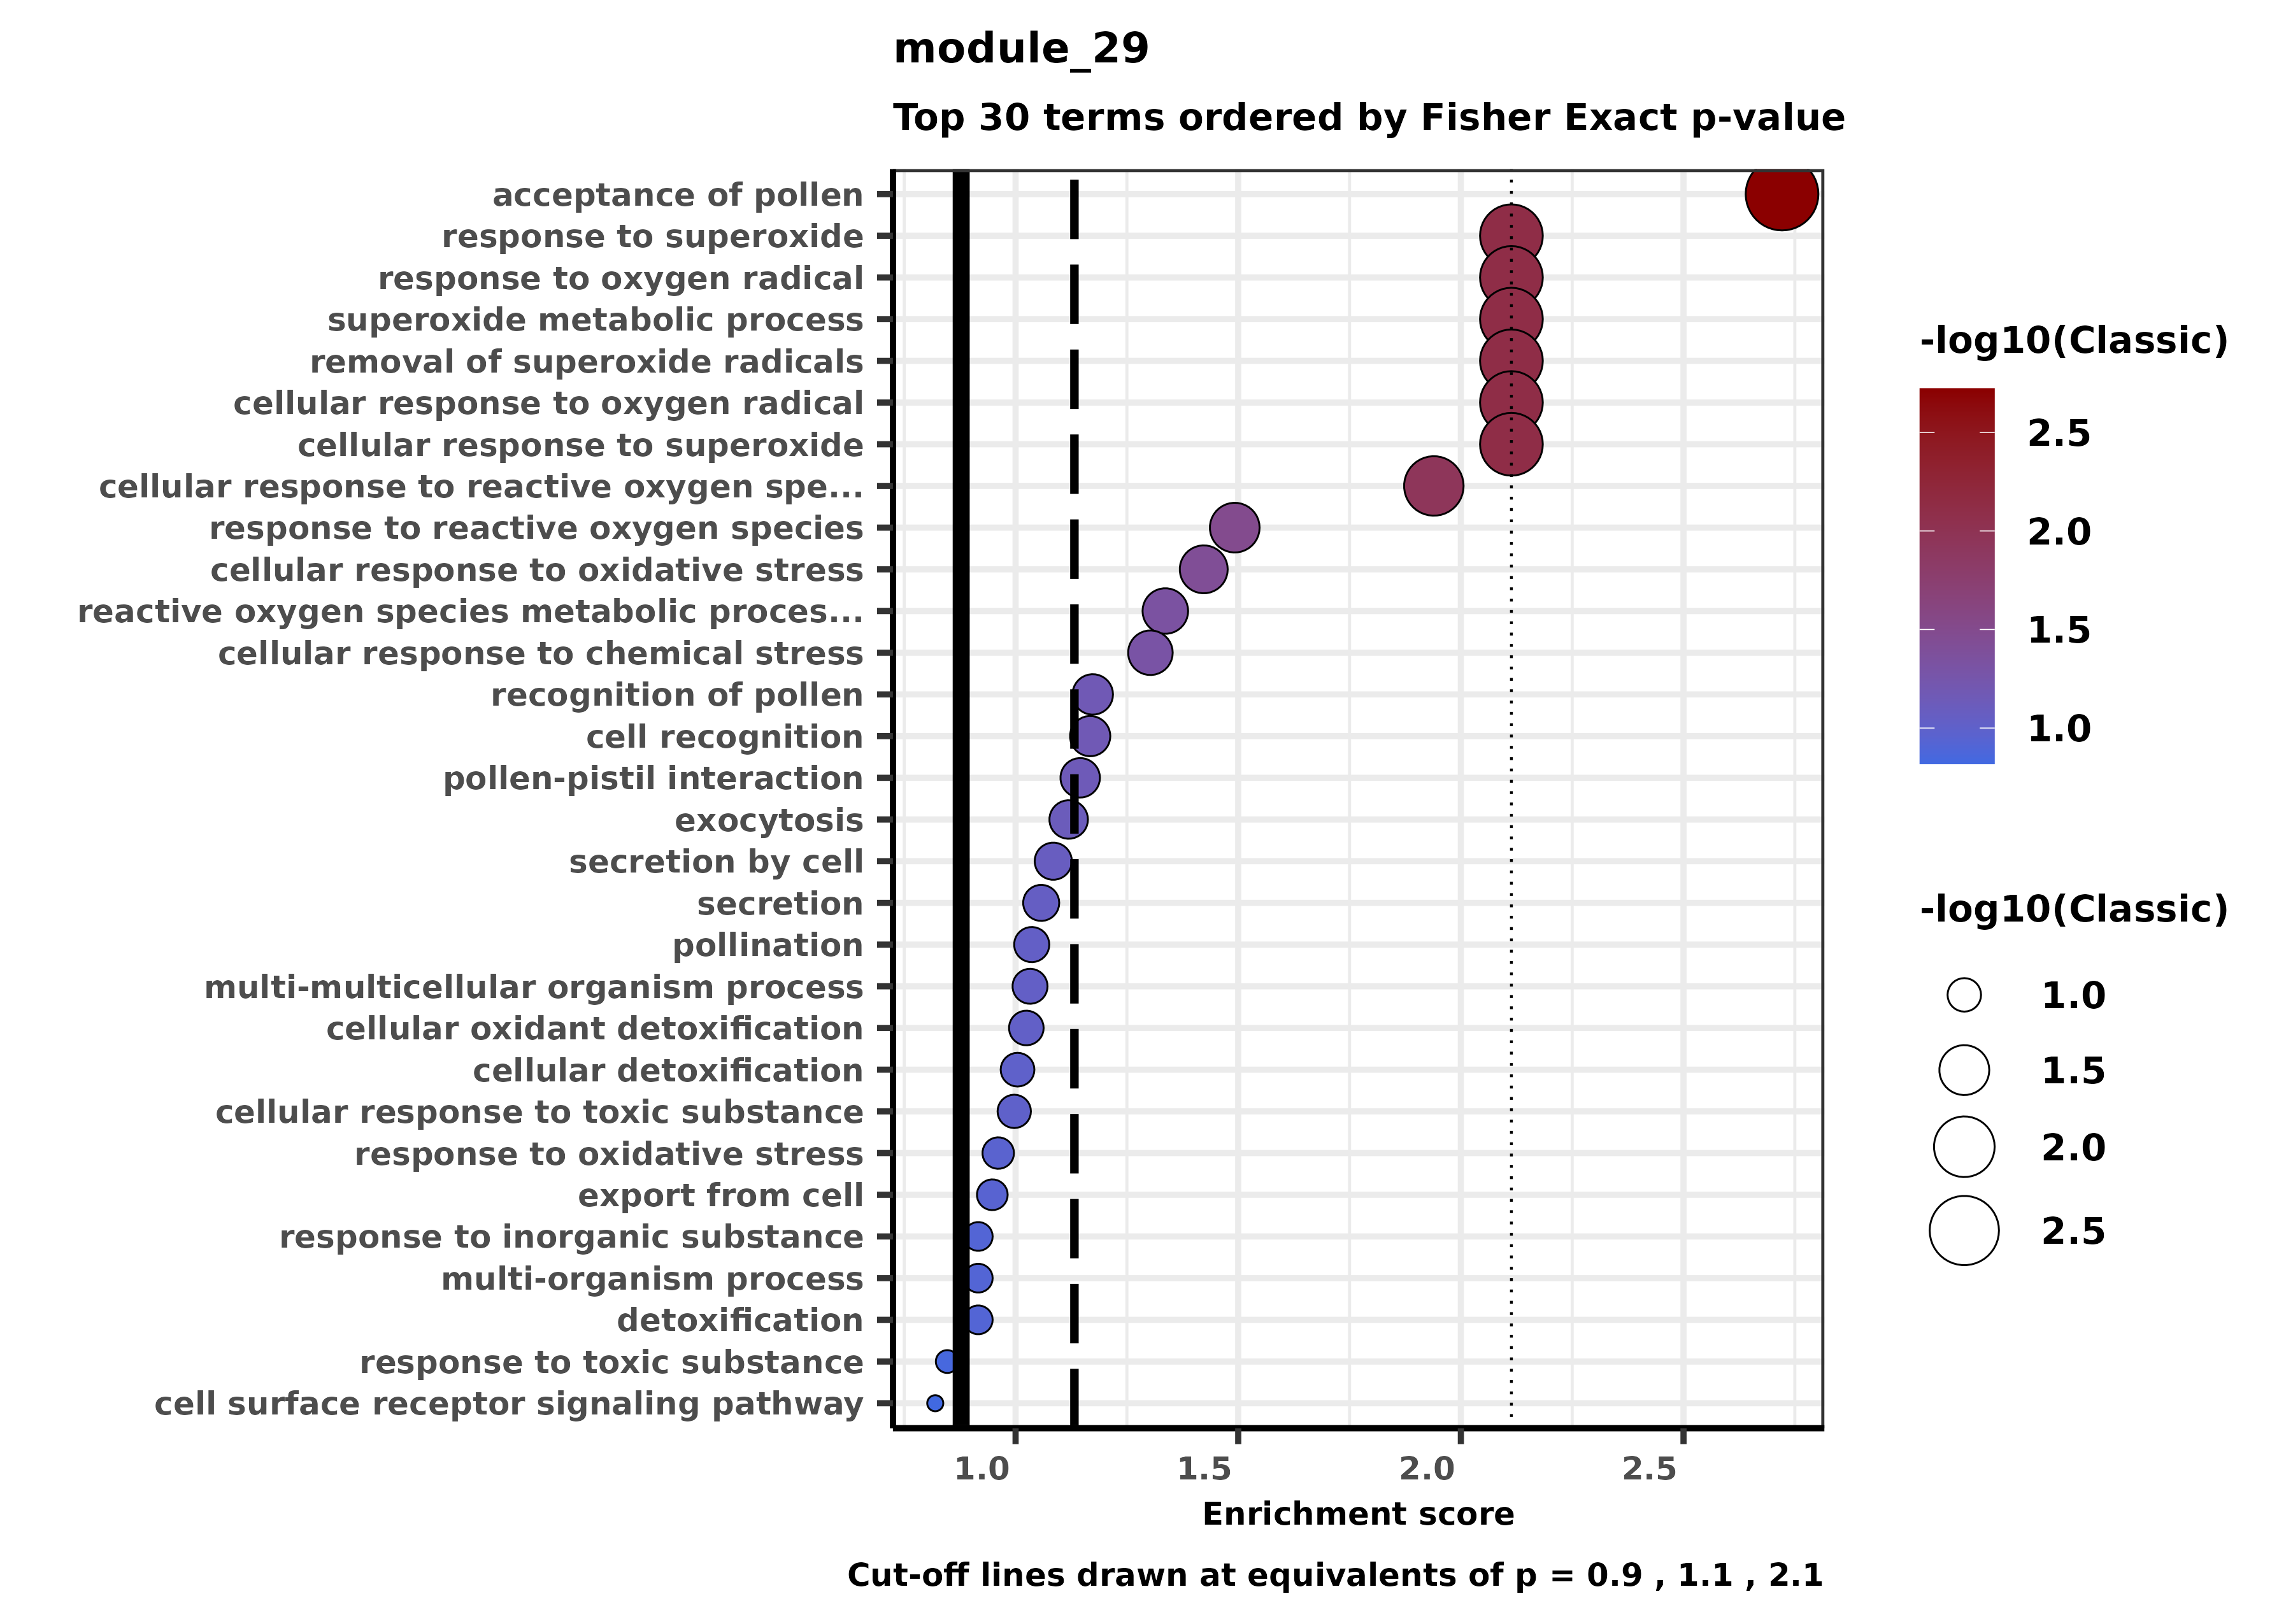 module_29
Top 30 terms ordered by Fisher Exact p-value
acceptance of pollen
response to superoxide
response to oxygen radical
superoxide metabolic process
removal of superoxide radicals
cellular response to oxygen radical
cellular response to superoxide
cellular response to reactive oxygen spe...
response to reactive oxygen species
cellular response to oxidative stress
reactive oxygen species metabolic proces...
cellular response to chemical stress
recognition of pollen
cell recognition
pollen-pistil interaction
exocytosis
secretion by cell
secretion
pollination
multi-multicellular organism process
cellular oxidant detoxification
cellular detoxification
cellular response to toxic substance
response to oxidative stress
export from cell
response to inorganic substance
multi-organism process
detoxification
response to toxic substance
cell surface receptor signaling pathway
1.0 1.5 2.0 2.5
Enrichment score
Cut-off lines drawn at equivalents of p = 0.9 , 1.1 , 2.1
-log10(Classic)
2.5
2.0
1.5
1.0
-log10(Classic)
1.0
1.5
2.0
2.5